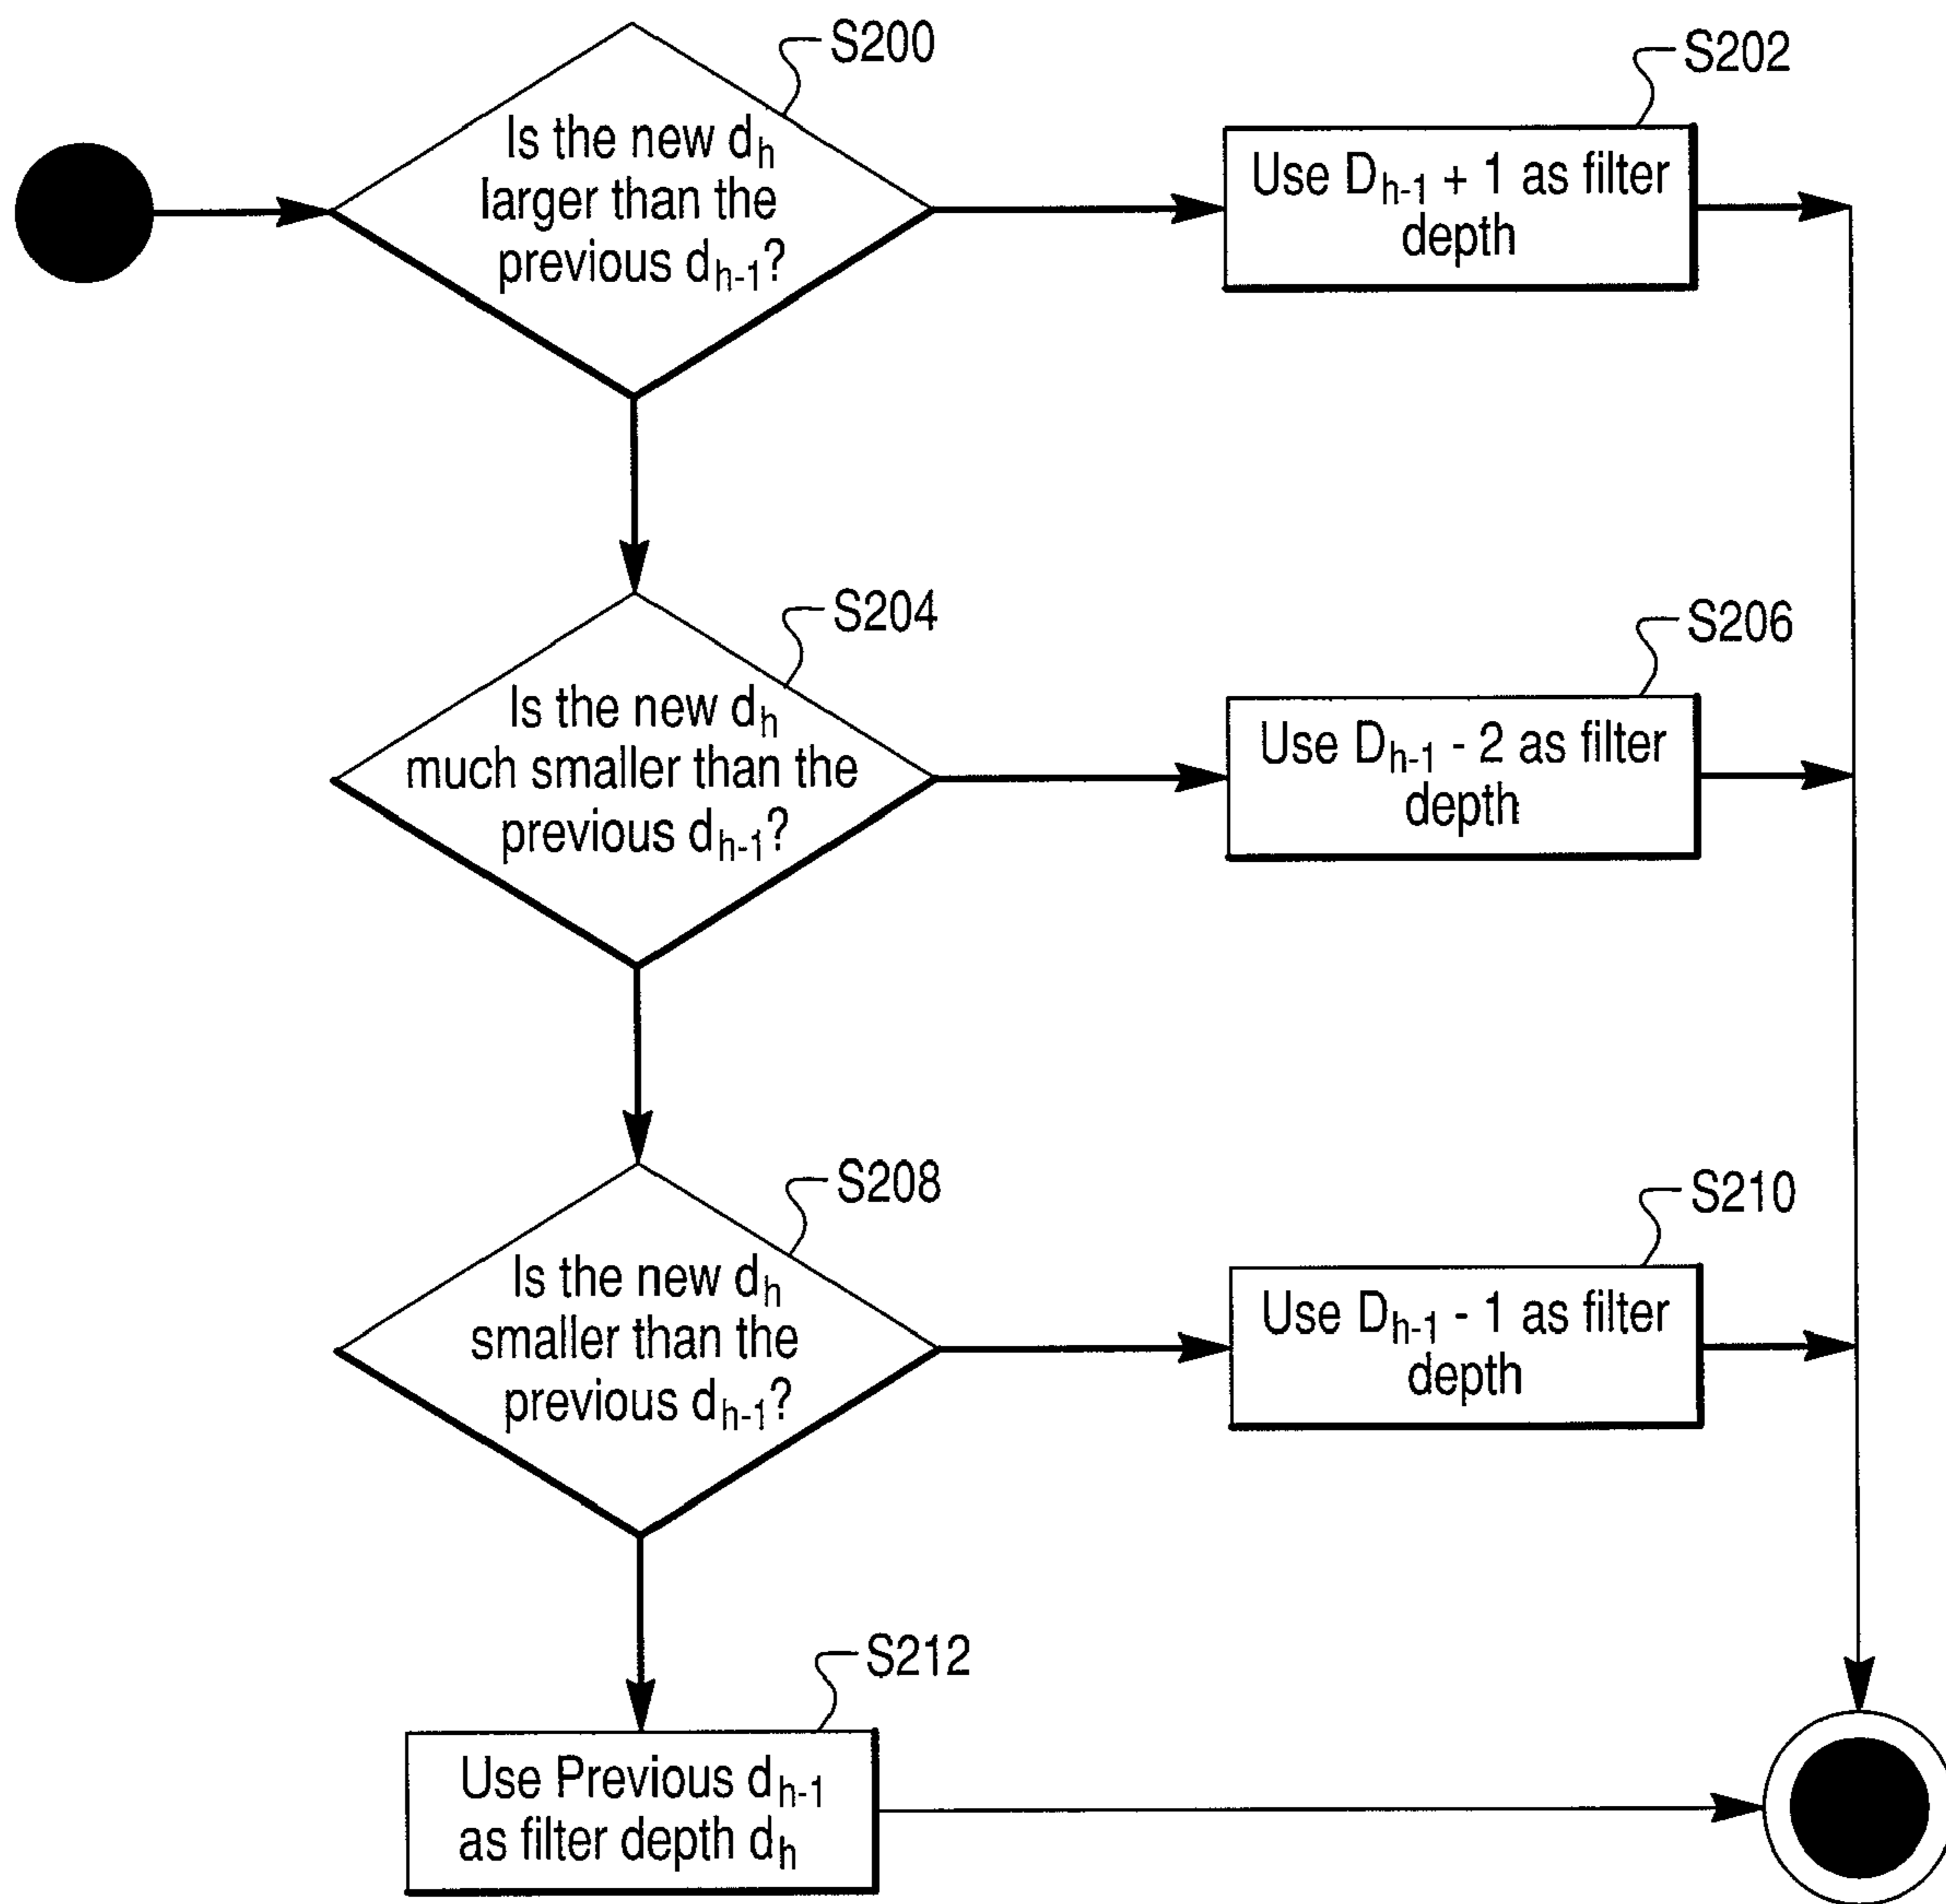 S200
Is the new dₕ
larger than the
previous dₕ₋₁?
S202
Use Dₕ₋₁ + 1 as filter
depth
S204
Is the new dₕ
much smaller than the
previous dₕ₋₁?
S206
Use Dₕ₋₁ - 2 as filter
depth
S208
Is the new dₕ
smaller than the
previous dₕ₋₁?
S210
Use Dₕ₋₁ - 1 as filter
depth
S212
Use Previous dₕ₋₁
as filter depth dₕ